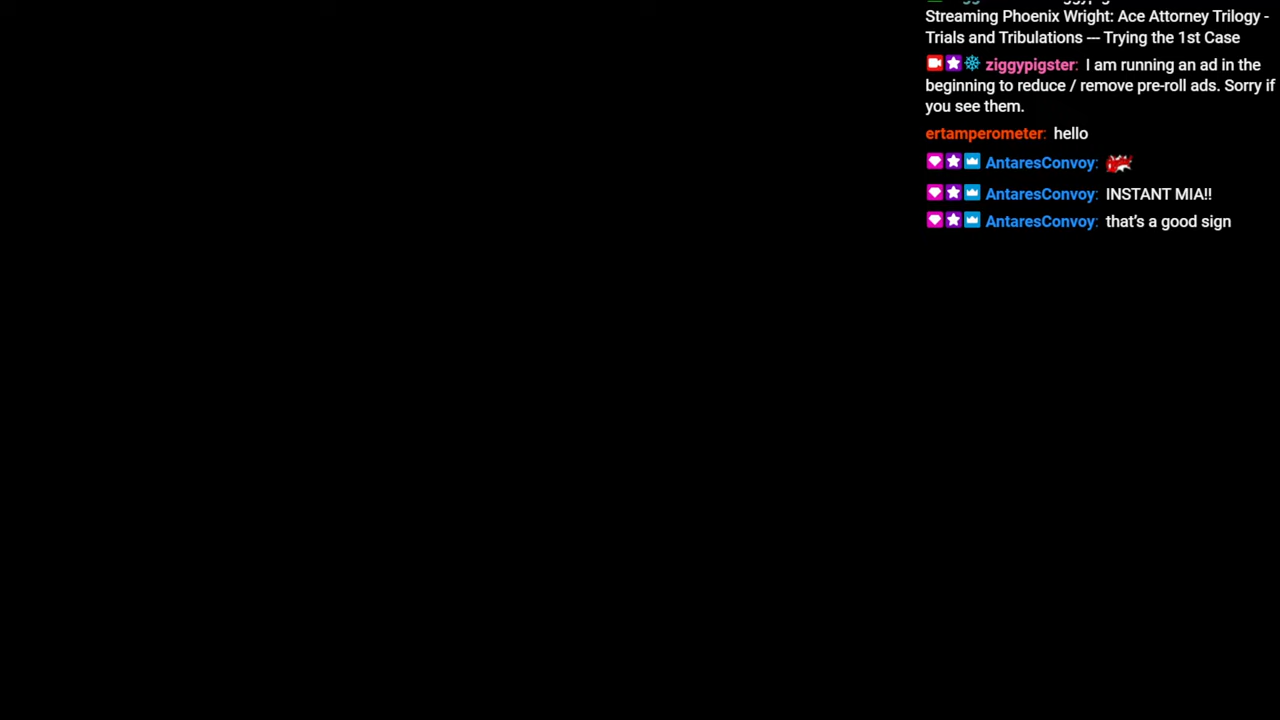 Streaming Phoenix Wright: Ace Attorney Trilogy -
Trials and Tribulations --- Trying the 1st Case
ziggypigster: I am running an ad in the
beginning to reduce / remove pre-roll ads. Sorry if
you see them.
ertamperometer: hello
AntaresConvoy:
AntaresConvoy: INSTANT MIA!!
AntaresConvoy: that's a good sign